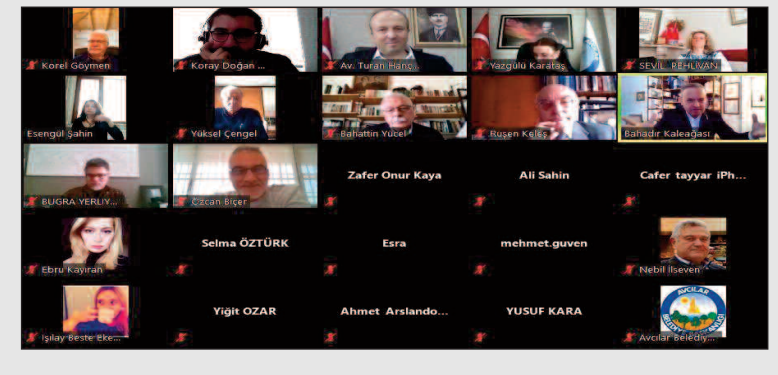 Korel Göymen
Koray Doğan ...
Av. Turan Hanç...
Yazgülü Karataş
SEVİL PEHLİVAN
Esengül Şahin
Yüksel Çengel
Bahattin Yücel
Ruşen Keleş
Bahadır Kaleağası
BUĞRA YERLİY...
Özcan Biçer
Zafer Onur Kaya
Ali Sahin
Cafer tayyar iPh...
Ebru Kayıran
Selma ÖZTÜRK
Esra
mehmet.guven
Nebil İlseven
Işılay Beste Eke...
Yiğit OZAR
Ahmet Arslando...
YUSUF KARA
AVCILAR
Avcılar Belediy...